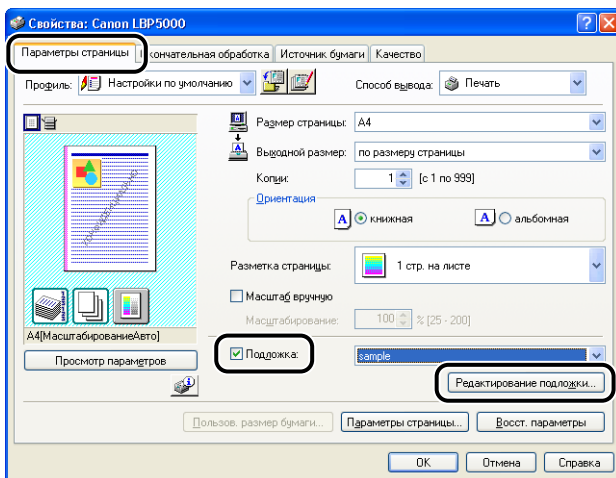 Свойства: Canon LBP5000
Параметры страницы
кончательная обработка
Источник бумаги
Качество
Профиль:
Настройки по умолчанию
Способ вывода:
Печать
Размер страницы:
A4
Выходной размер:
по размеру страницы
Копии:
1
[с 1 по 999]
Ориентация
A
книжная
A
альбомная
Разметка страницы:
1 стр. на листе
Масштаб вручную
Масштабирование:
100
% [25 - 200]
A4[МасштабированиеАвто]
Просмотр параметров
Подложка:
sample
Редактирование подложки...
Пользов. размер бумаги...
Параметры страницы...
Восст. параметры
OK
Отмена
Справка